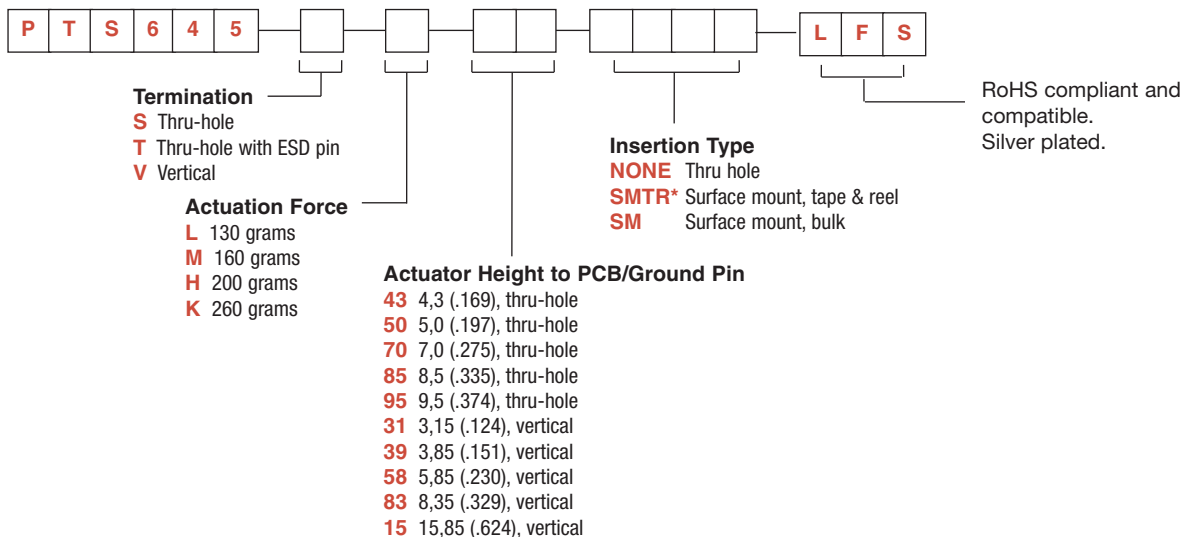 P T S 6 4 5 L F S
Termination
S Thru-hole
T Thru-hole with ESD pin
V Vertical
Actuation Force
L 130 grams
M 160 grams
H 200 grams
K 260 grams
Actuator Height to PCB/Ground Pin
43 4,3 (.169), thru-hole
50 5,0 (.197), thru-hole
70 7,0 (.275), thru-hole
85 8,5 (.335), thru-hole
95 9,5 (.374), thru-hole
31 3,15 (.124), vertical
39 3,85 (.151), vertical
58 5,85 (.230), vertical
83 8,35 (.329), vertical
15 15,85 (.624), vertical
Insertion Type
NONE Thru hole
SMTR* Surface mount, tape & reel
SM Surface mount, bulk
RoHS compliant and
compatible.
Silver plated.